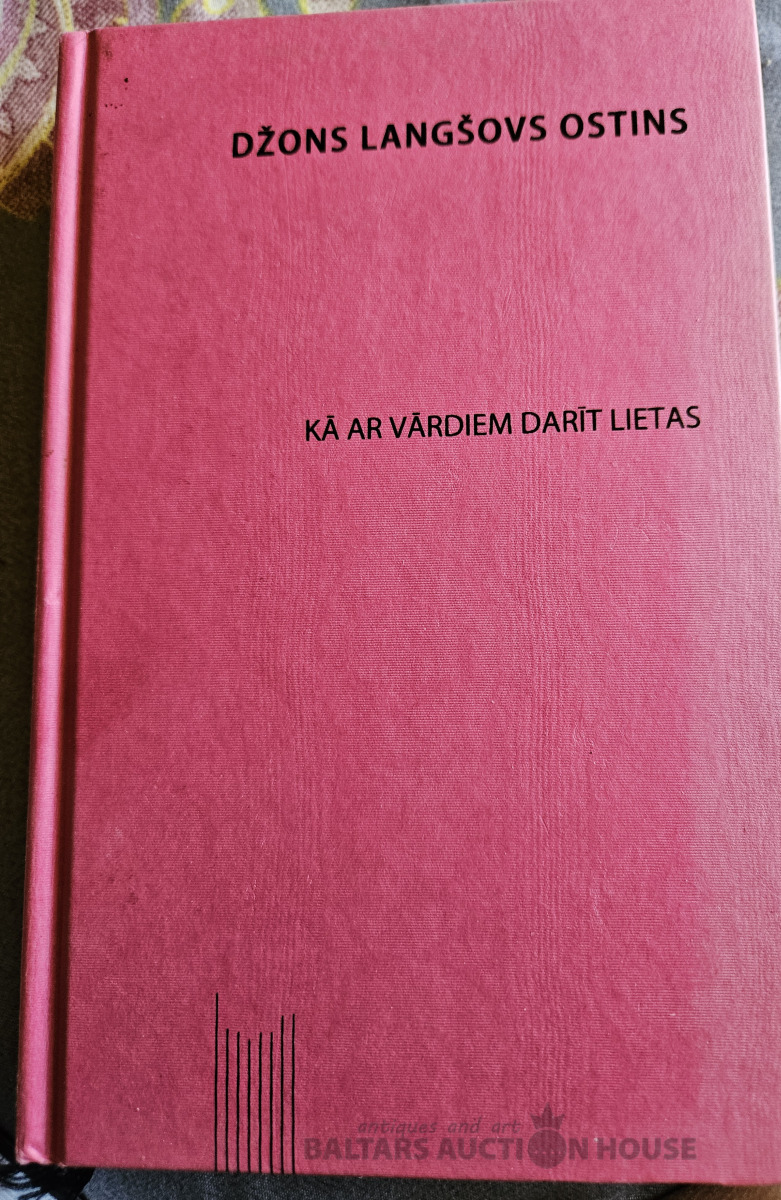 DŽONS LANGŠOVS OSTINS
KĀ AR VĀRDIEM DARĪT LIETAS
antiques and art
BALTARS AUCTION HOUSE